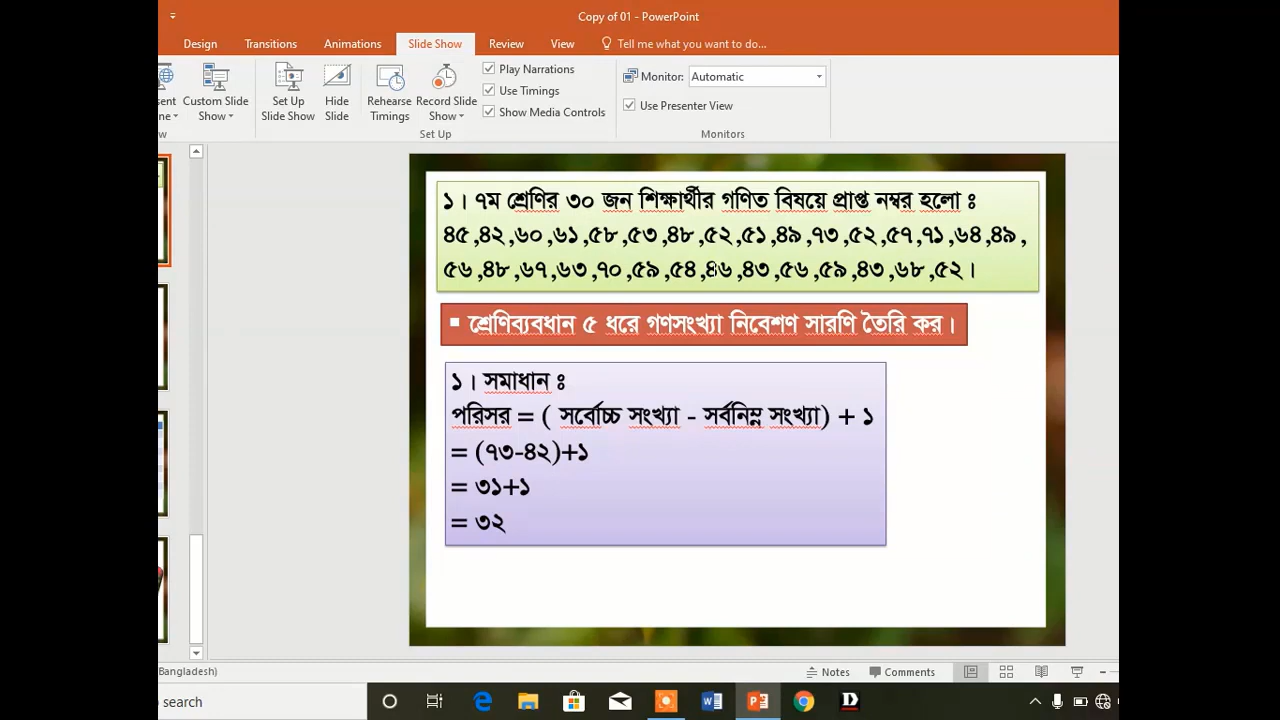 Copy of 01 - PowerPoint
Design Transitions Animations Slide Show Review View Tell me what you want to do...
Custom Slide Show
Set Up Slide Show
Hide Slide
Rehearse Timings
Record Slide Show
Play Narrations
Use Timings
Show Media Controls
Set Up
Monitor: Automatic
Use Presenter View
Monitors
১। ৭ম শ্রেণির ৩০ জন শিক্ষার্থীর গণিত বিষয়ে প্রাপ্ত নম্বর হলো ঃ
৪৫ ,৪২ ,৬০ ,৬১ ,৫৮ ,৫৩ ,৪৮ ,৫২ ,৫১ ,৪৯ ,৭৩ ,৫২ ,৫৭ ,৭১ ,৬৪ ,৪৯ ,
৫৬ ,৪৮ ,৬৭ ,৬৩ ,৭০ ,৫৯ ,৫৪ ,৪৬ ,৪৩ ,৫৬ ,৫৯ ,৪৩ ,৬৮ ,৫২ ।
▪ শ্রেণিব্যবধান ৫ ধরে গণসংখ্যা নিবেশণ সারণি তৈরি কর ।
১। সমাধান ঃ
পরিসর = ( সর্বোচ্চ সংখ্যা - সর্বনিম্ন সংখ্যা) + ১
= (৭৩-৪২)+১
= ৩১+১
= ৩২
Bangladesh)
Notes Comments
search